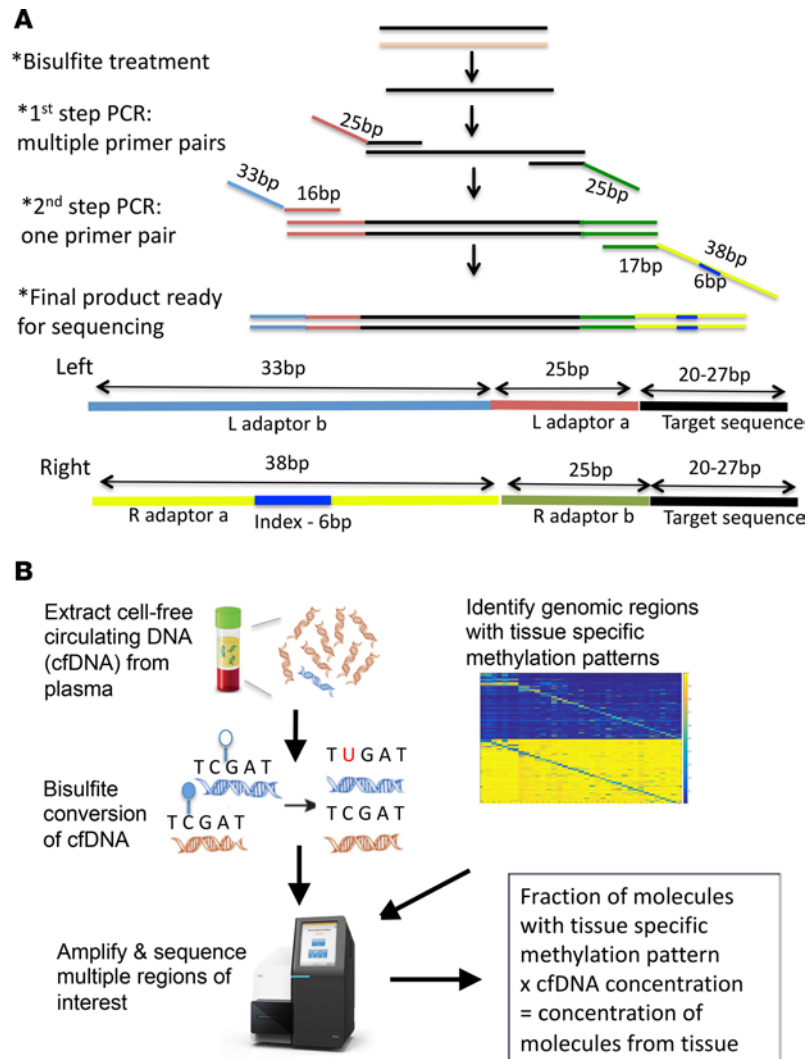 A
*Bisulfite treatment
*1st step PCR:
multiple primer pairs
25bp
25bp
33bp
16bp
*2nd step PCR:
one primer pair
38bp
17bp
6bp
*Final product ready
for sequencing
Left
33bp
25bp
20-27bp
L adaptor b
L adaptor a
Target sequence
Right
38bp
25bp
20-27bp
R adaptor a
Index - 6bp
R adaptor b
Target sequence
B
Extract cell-free
circulating DNA
(cfDNA) from
plasma
Identify genomic regions
with tissue specific
methylation patterns
Bisulfite
conversion
of cfDNA
TCGAT
TUGAT
TCGAT
TCGAT
Amplify & sequence
multiple regions of
interest
Fraction of molecules
with tissue specific
methylation pattern
x cfDNA concentration
= concentration of
molecules from tissue